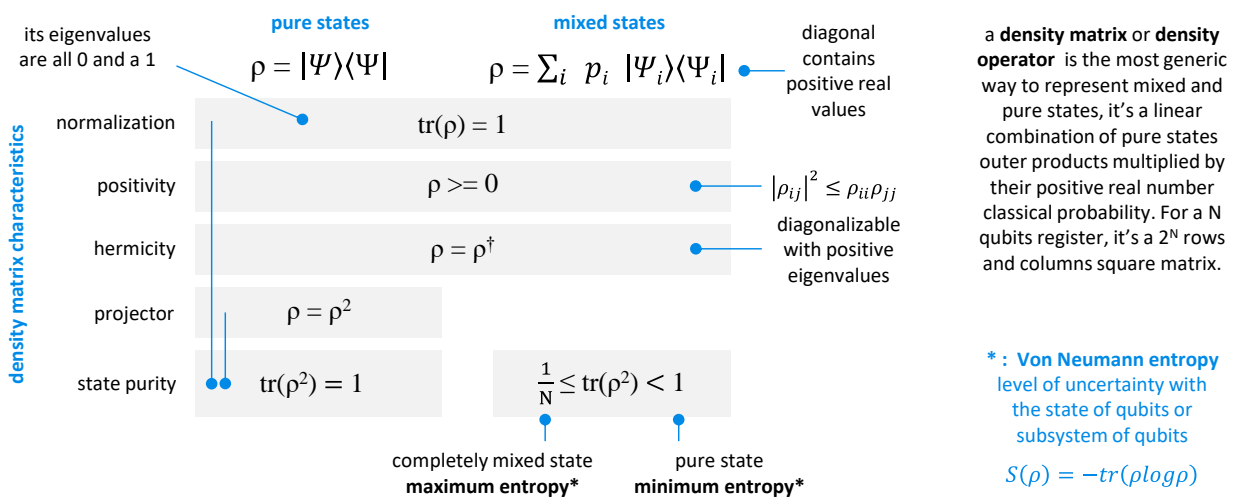 pure states
mixed states
its eigenvalues
are all 0 and a 1
ρ = |Ψ⟩⟨Ψ|
ρ = ∑ᵢ pᵢ |Ψᵢ⟩⟨Ψᵢ|
diagonal
contains
positive real
values
density matrix characteristics
normalization
tr(ρ) = 1
positivity
ρ >= 0
|ρᵢⱼ|² ≤ ρᵢᵢρⱼⱼ
hermicity
ρ = ρ†
diagonalizable
with positive
eigenvalues
projector
ρ = ρ²
state purity
tr(ρ²) = 1
1/N ≤ tr(ρ²) < 1
completely mixed state
maximum entropy*
pure state
minimum entropy*
a density matrix or density
operator is the most generic
way to represent mixed and
pure states, it's a linear
combination of pure states
outer products multiplied by
their positive real number
classical probability. For a N
qubits register, it's a 2ᴺ rows
and columns square matrix.
* : Von Neumann entropy
level of uncertainty with
the state of qubits or
subsystem of qubits
S(ρ) = −tr(ρlogρ)